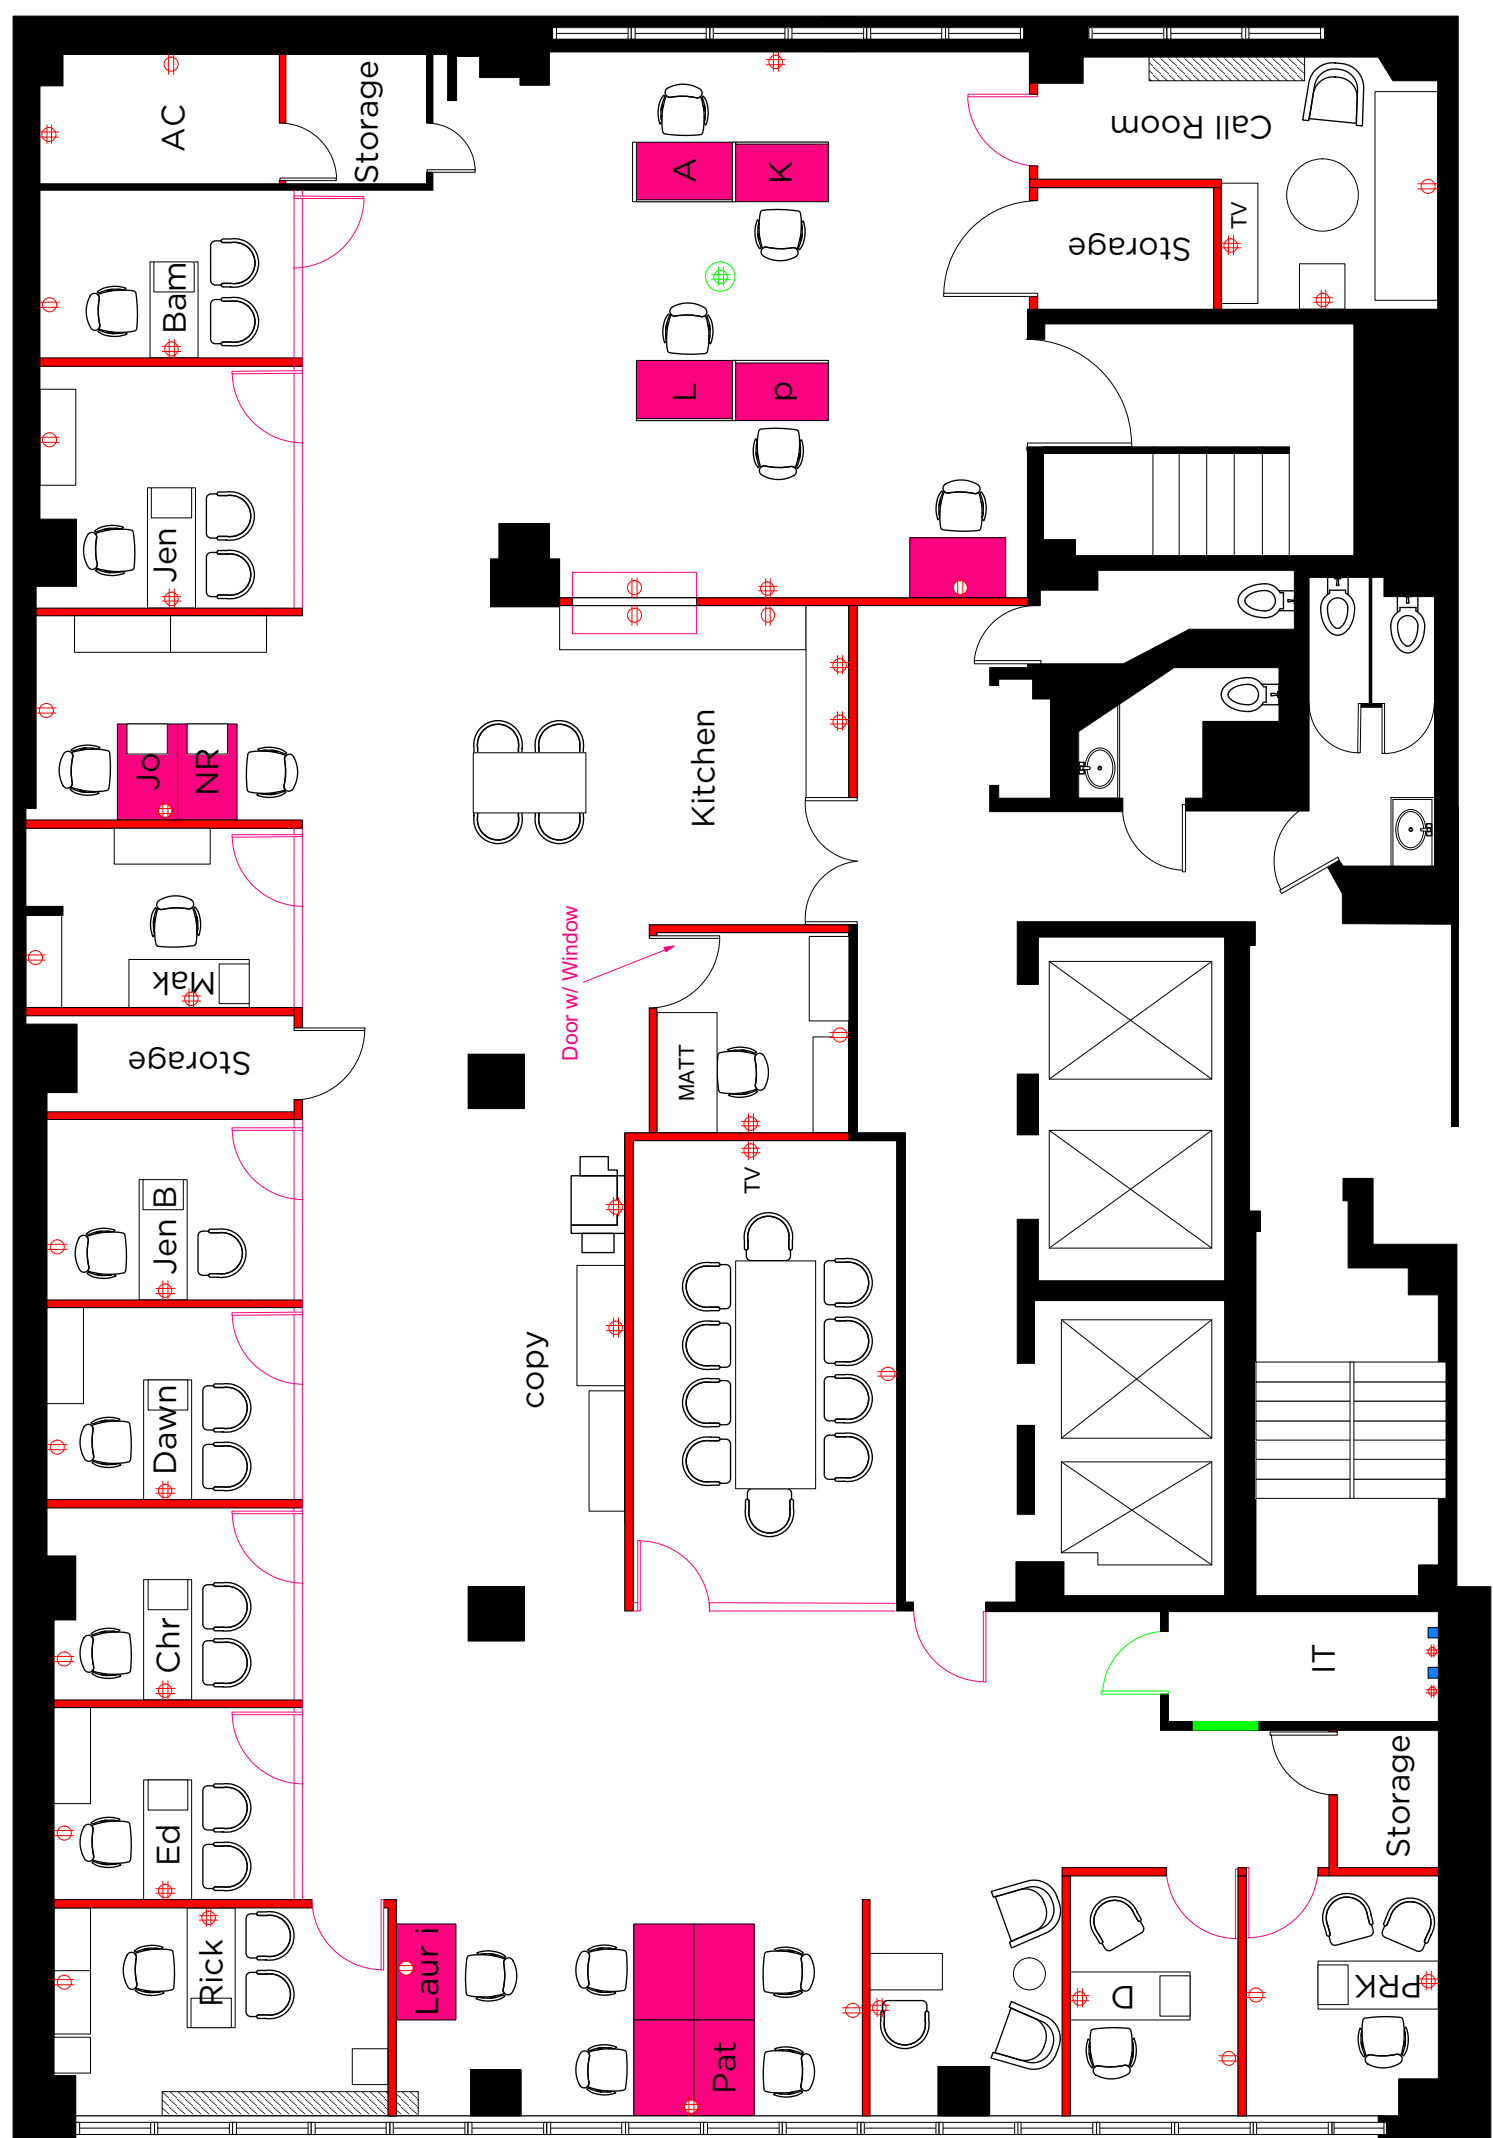 AC
Storage
A
K
Call Room
TV
Storage
Bam
L
p
Jen
Jo
NR
Kitchen
Mak
Door w/ Window
Storage
MATT
TV
Jen B
copy
Dawn
Chr
IT
Storage
Ed
Rick
Laur i
Pat
D
PRK